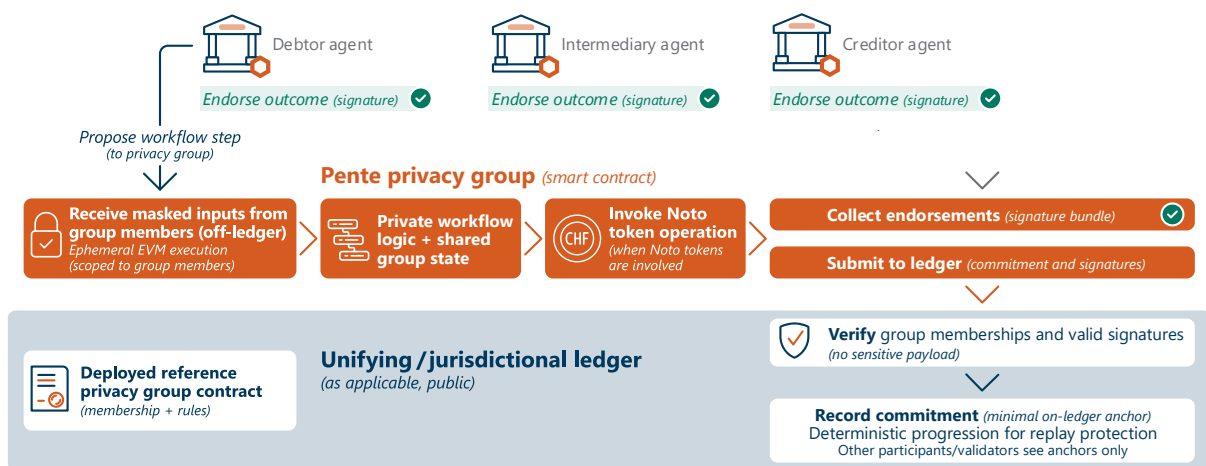 Debtor agent
Intermediary agent
Creditor agent
Endorse outcome (signature)
Endorse outcome (signature)
Endorse outcome (signature)
Propose workflow step
(to privacy group)
Pente privacy group (smart contract)
Receive masked inputs from
group members (off-ledger)
Ephemeral EVM execution
(scoped to group members)
Private workflow
logic + shared
group state
CHF
Invoke Noto
token operation
(when Noto tokens
are involved
Collect endorsements (signature bundle)
Submit to ledger (commitment and signatures)
Deployed reference
privacy group contract
(membership + rules)
Unifying / jurisdictional ledger
(as applicable, public)
Verify group memberships and valid signatures
(no sensitive payload)
Record commitment (minimal on-ledger anchor)
Deterministic progression for replay protection
Other participants/validators see anchors only